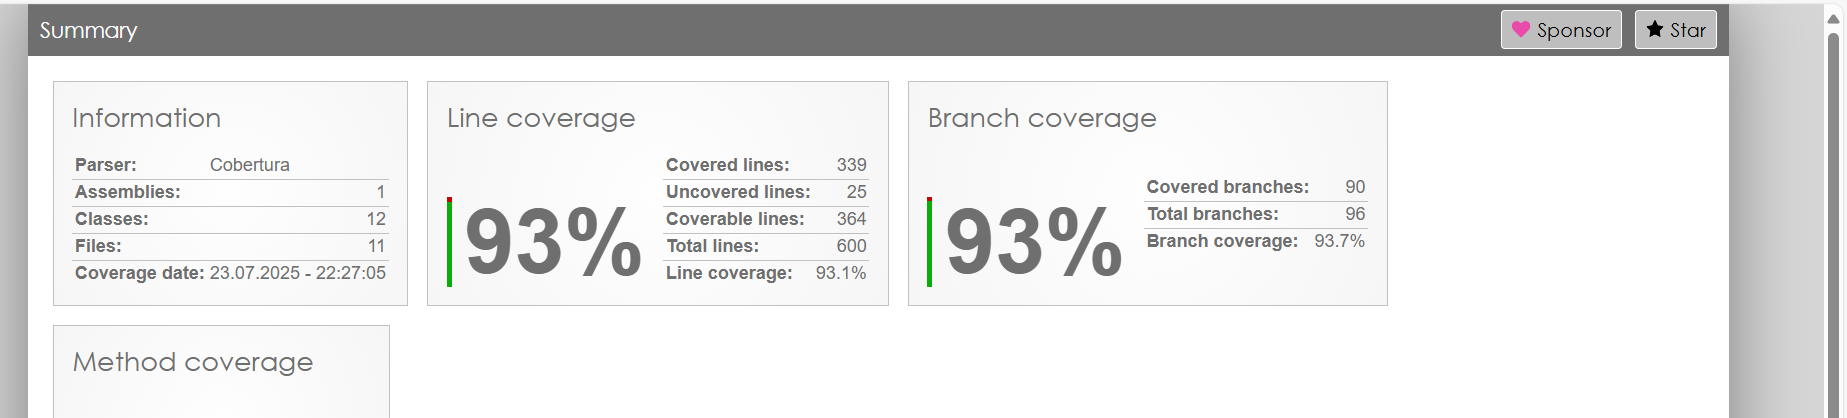 Summary
Sponsor
Star
Information
Parser: Cobertura
Assemblies: 1
Classes: 12
Files: 11
Coverage date: 23.07.2025 - 22:27:05
Line coverage
93%
Covered lines: 339
Uncovered lines: 25
Coverable lines: 364
Total lines: 600
Line coverage: 93.1%
Branch coverage
93%
Covered branches: 90
Total branches: 96
Branch coverage: 93.7%
Method coverage